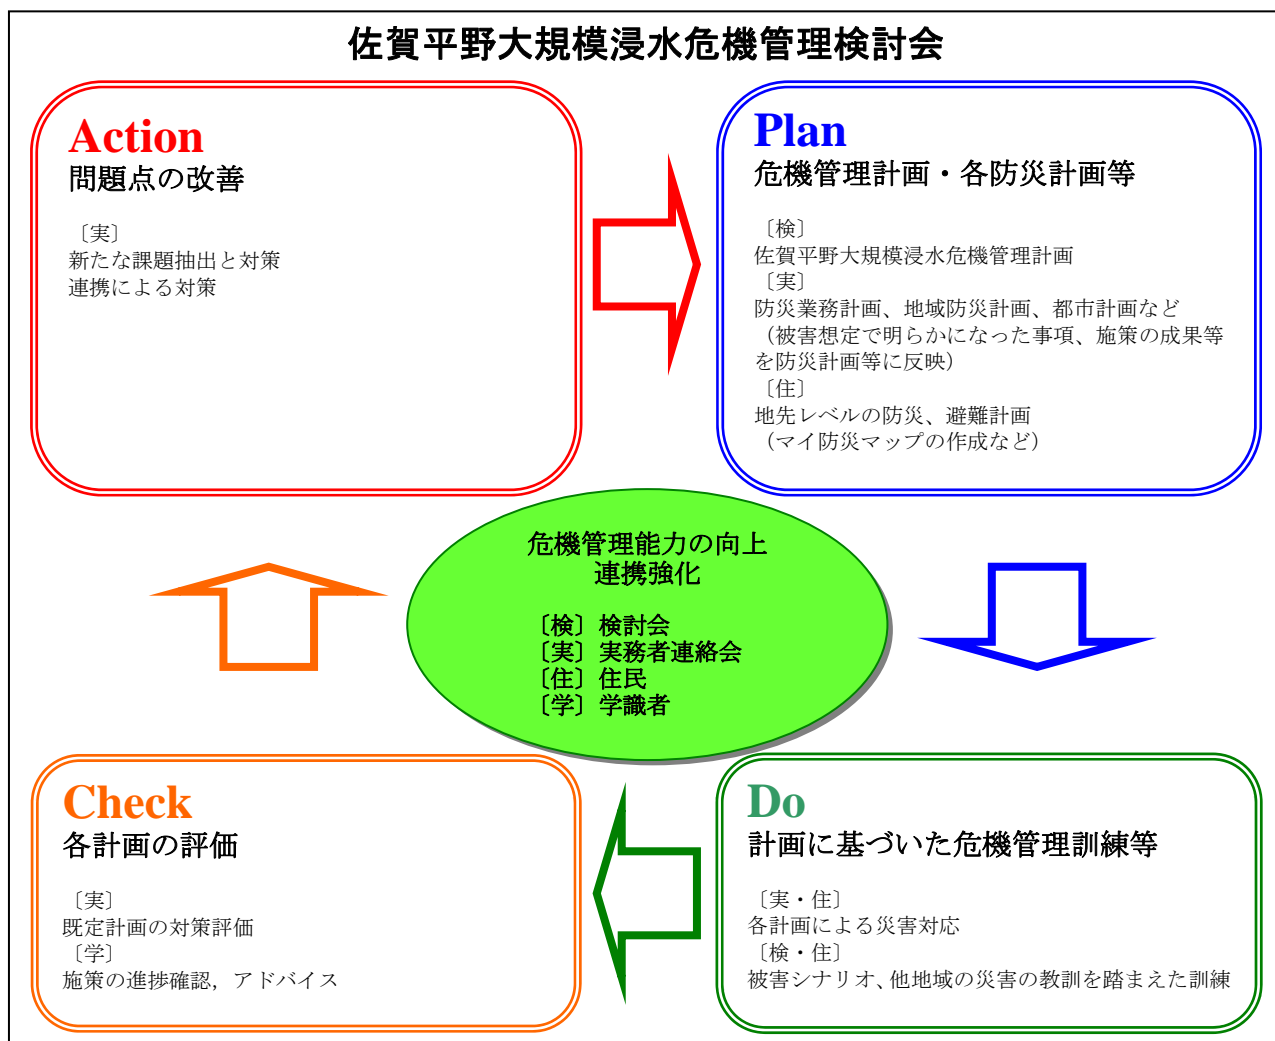 佐賀平野大規模浸水危機管理検討会
Action
問題点の改善
〔実〕
新たな課題抽出と対策
連携による対策
Plan
危機管理計画・各防災計画等
〔検〕
佐賀平野大規模浸水危機管理計画
〔実〕
防災業務計画、地域防災計画、都市計画など
（被害想定で明らかになった事項、施策の成果等
を防災計画等に反映）
〔住〕
地先レベルの防災、避難計画
（マイ防災マップの作成など）
危機管理能力の向上
連携強化
〔検〕検討会
〔実〕実務者連絡会
〔住〕住民
〔学〕学識者
Check
各計画の評価
〔実〕
既定計画の対策評価
〔学〕
施策の進捗確認，アドバイス
Do
計画に基づいた危機管理訓練等
〔実・住〕
各計画による災害対応
〔検・住〕
被害シナリオ、他地域の災害の教訓を踏まえた訓練